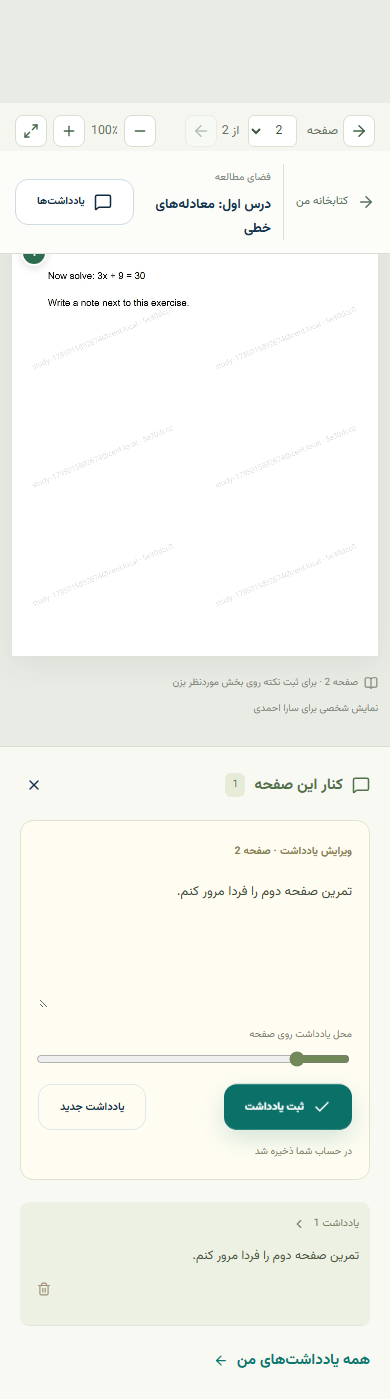 صفحه
2
از 2
100٪
کتابخانه من
فضای مطالعه
درس اول: معادله‌های خطی
یادداشت‌ها
Now solve: 3x + 9 = 30
Write a note next to this exercise.
صفحه 2 · برای ثبت نکته روی بخش موردنظر بزن
نمایش شخصی برای سارا احمدی
کنار این صفحه
1
ویرایش یادداشت · صفحه 2
تمرین صفحه دوم را فردا مرور کنم.
محل یادداشت روی صفحه
ثبت یادداشت
یادداشت جدید
در حساب شما ذخیره شد
یادداشت 1
تمرین صفحه دوم را فردا مرور کنم.
همه یادداشت‌های من